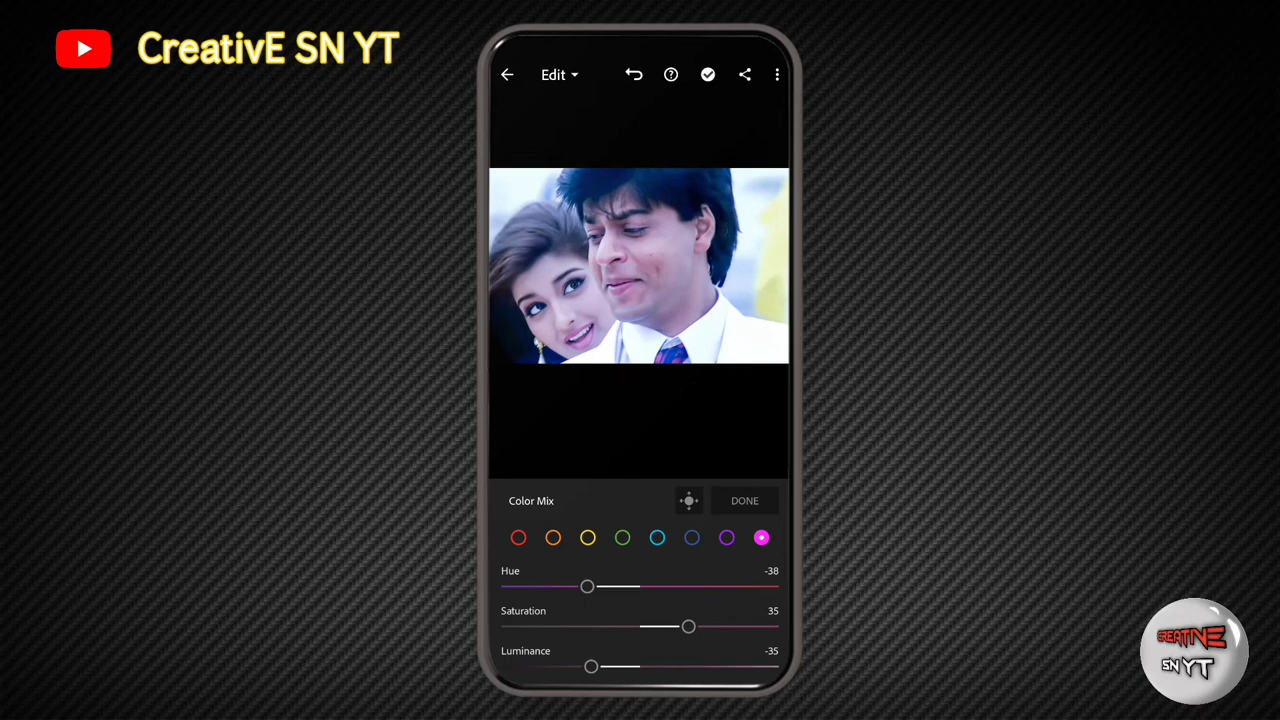 CreativE SN YT
Edit
Color Mix
DONE
Hue
-38
Saturation
35
Luminance
-35
CREATIVE
SN YT